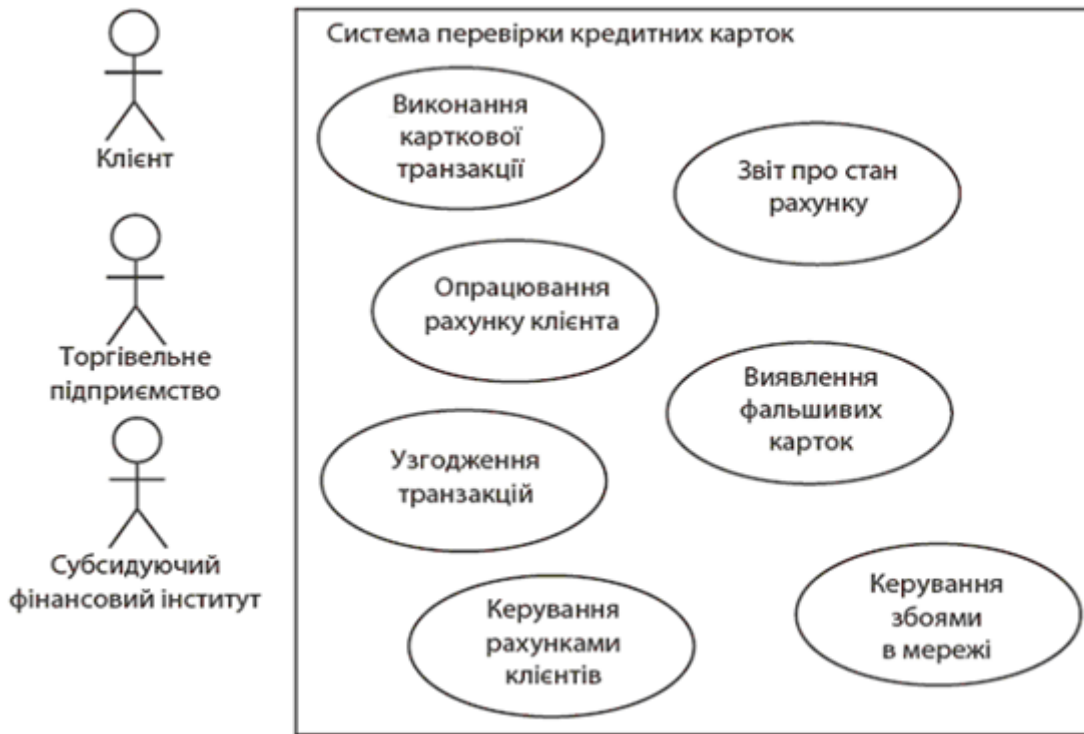 Клієнт
Торгівельне
підприємство
Субсидуючий
фінансовий інститут
Система перевірки кредитних карток
Виконання
карткової
транзакції
Звіт про стан
рахунку
Опрацювання
рахунку клієнта
Виявлення
фальшивих
карток
Узгодження
транзакцій
Керування
рахунками
клієнтів
Керування
збоями
в мережі